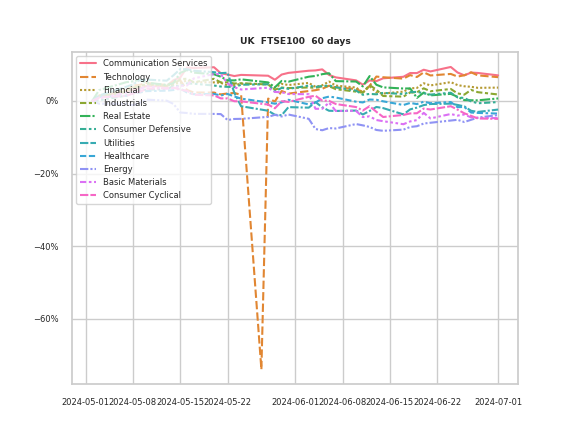 UK  FTSE100  60 days
Communication Services
Technology
Financial
Industrials
Real Estate
Consumer Defensive
Utilities
Healthcare
Energy
Basic Materials
Consumer Cyclical
0%
−20%
−40%
−60%
2024-05-01 2024-05-08 2024-05-15 2024-05-22 2024-06-01 2024-06-08 2024-06-15 2024-06-22 2024-07-01